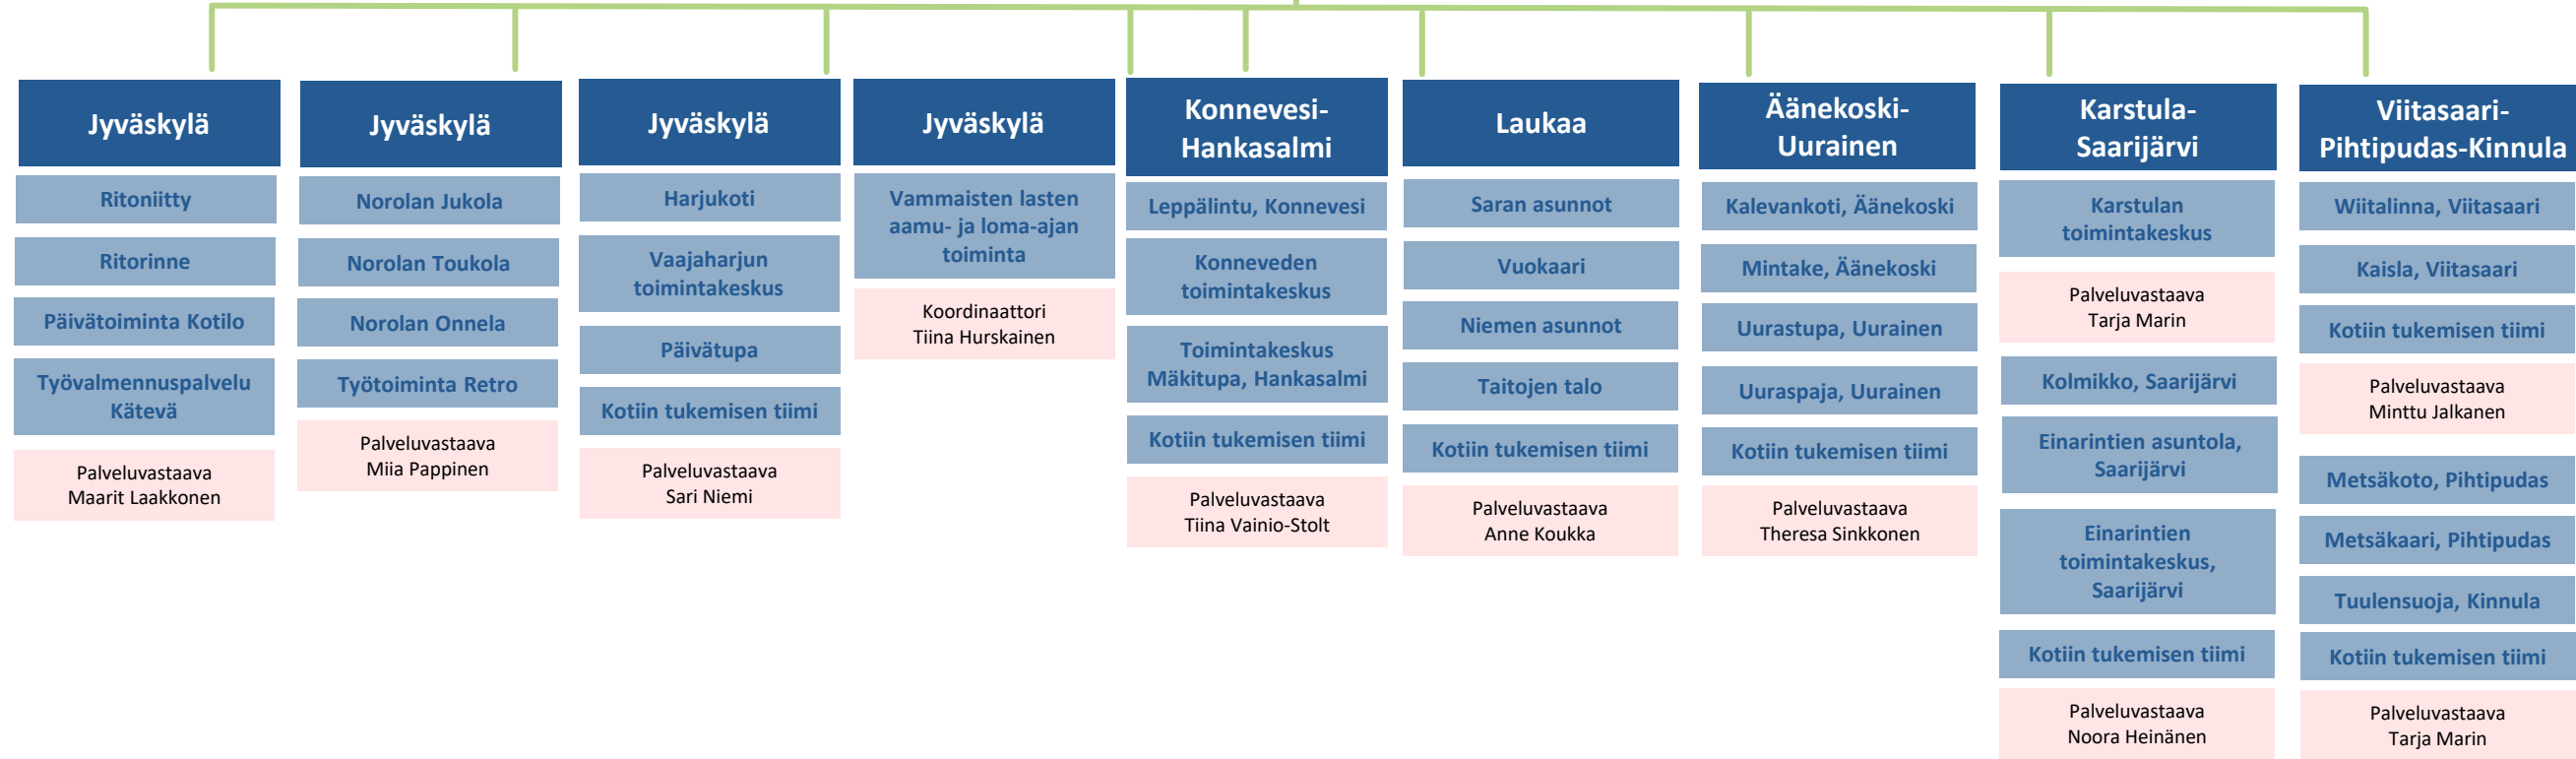 Jyväskylä
Ritoniitty
Ritorinne
Päivätoiminta Kotilo
Työvalmennuspalvelu
Kätevä
Palveluvastaava
Maarit Laakkonen
Jyväskylä
Norolan Jukola
Norolan Toukola
Norolan Onnela
Työtoiminta Retro
Palveluvastaava
Miia Pappinen
Jyväskylä
Harjukoti
Vaajaharjun
toimintakeskus
Päivätupa
Kotiin tukemisen tiimi
Palveluvastaava
Sari Niemi
Jyväskylä
Vammaisten lasten
aamu- ja loma-ajan
toiminta
Koordinaattori
Tiina Hurskainen
Konnevesi-
Hankasalmi
Leppälintu, Konnevesi
Konneveden
toimintakeskus
Toimintakeskus
Mäkitupa, Hankasalmi
Kotiin tukemisen tiimi
Palveluvastaava
Tiina Vainio-Stolt
Laukaa
Saran asunnot
Vuokaari
Niemen asunnot
Taitojen talo
Kotiin tukemisen tiimi
Palveluvastaava
Anne Koukka
Äänekoski-
Uurainen
Kalevankoti, Äänekoski
Mintake, Äänekoski
Uurastupa, Uurainen
Uuraspaja, Uurainen
Kotiin tukemisen tiimi
Palveluvastaava
Theresa Sinkkonen
Karstula-
Saarijärvi
Karstulan
toimintakeskus
Palveluvastaava
Tarja Marin
Kolmikko, Saarijärvi
Einarintien asuntola,
Saarijärvi
Einarintien
toimintakeskus,
Saarijärvi
Kotiin tukemisen tiimi
Palveluvastaava
Noora Heinänen
Viitasaari-
Pihtipudas-Kinnula
Wiitalinna, Viitasaari
Kaisla, Viitasaari
Kotiin tukemisen tiimi
Palveluvastaava
Minttu Jalkanen
Metsäkoto, Pihtipudas
Metsäkaari, Pihtipudas
Tuulensuoja, Kinnula
Kotiin tukemisen tiimi
Palveluvastaava
Tarja Marin